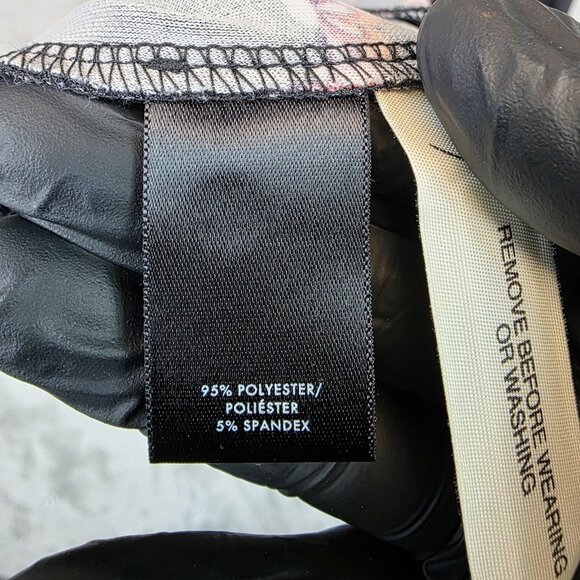 95% POLYESTER/
POLIÉSTER
5% SPANDEX
REMOVE BEFORE WEARING
OR WASHING